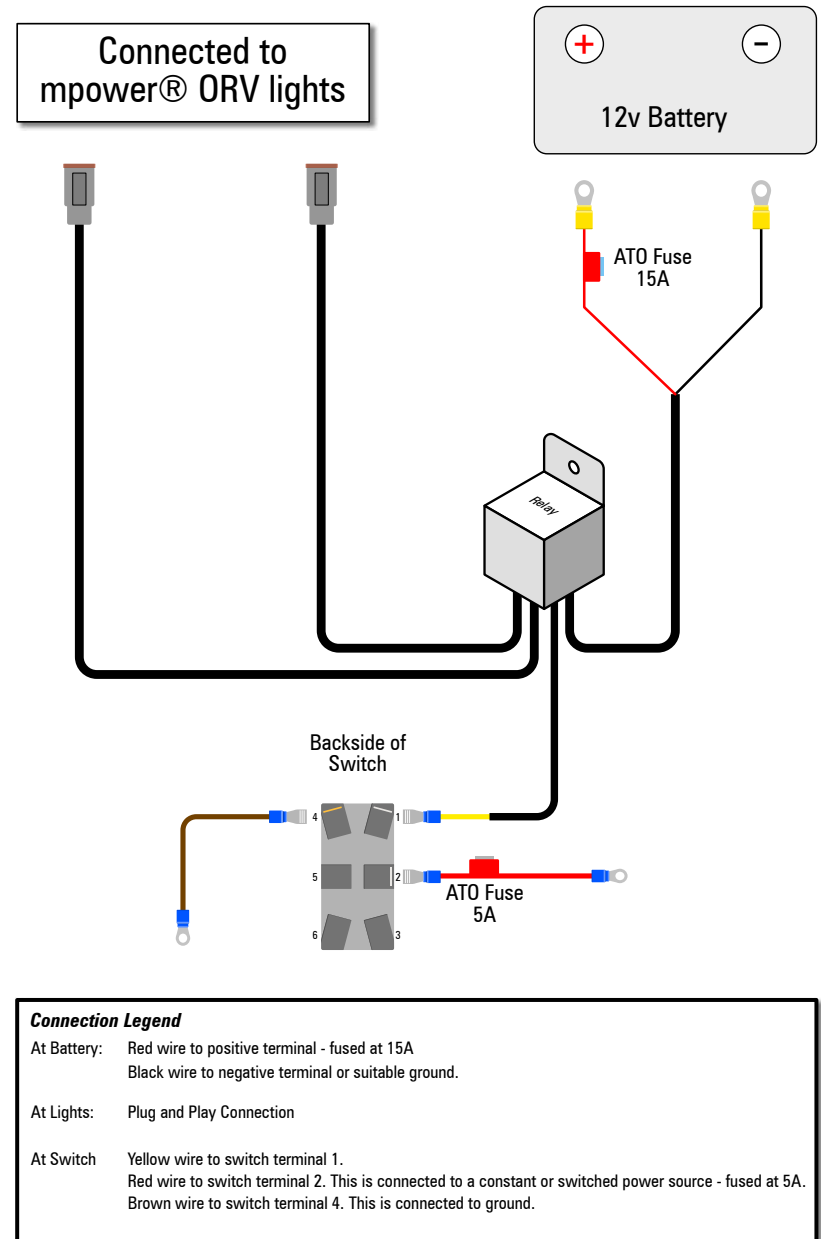 Connected to
mpower® ORV lights
+
-
12v Battery
ATO Fuse
15A
Relay
Backside of
Switch
4
1
5
2
6
3
ATO Fuse
5A
Connection Legend
At Battery: Red wire to positive terminal - fused at 15A
Black wire to negative terminal or suitable ground.
At Lights: Plug and Play Connection
At Switch Yellow wire to switch terminal 1.
Red wire to switch terminal 2. This is connected to a constant or switched power source - fused at 5A.
Brown wire to switch terminal 4. This is connected to ground.